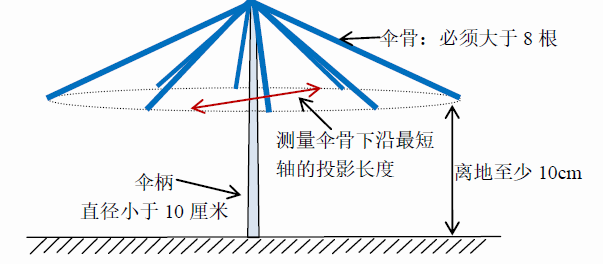 伞骨：必须大于 8 根
测量伞骨下沿最短
轴的投影长度
离地至少 10cm
伞柄
直径小于 10 厘米